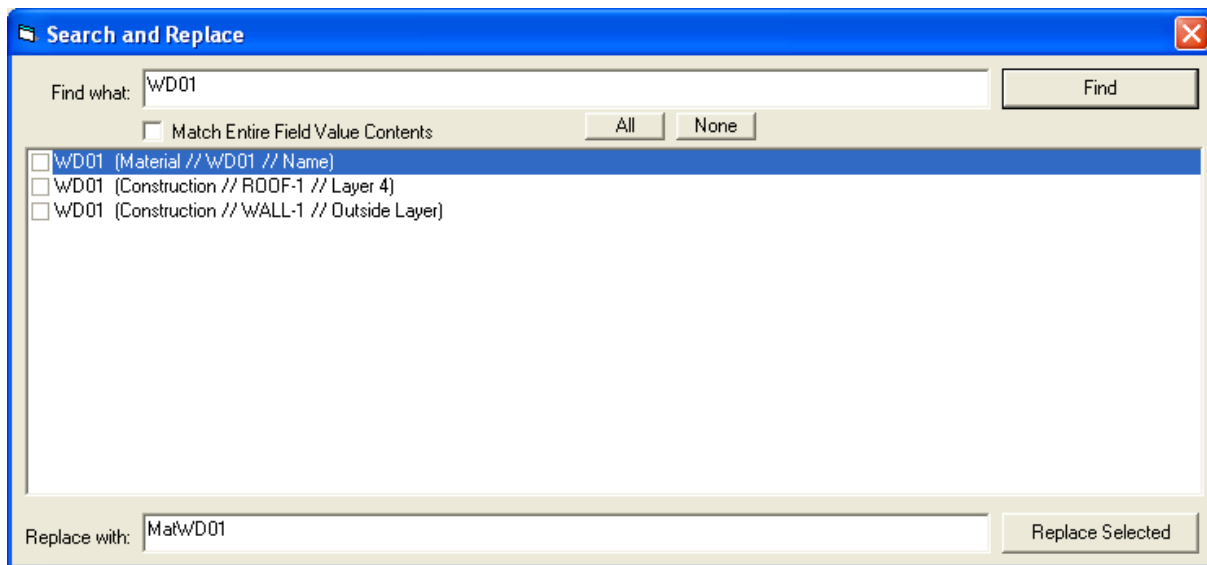 Search and Replace
Find what: WD01 Find
Match Entire Field Value Contents All None
WD01 (Material // WD01 // Name)
WD01 (Construction // ROOF-1 // Layer 4)
WD01 (Construction // WALL-1 // Outside Layer)
Replace with: MatWD01 Replace Selected